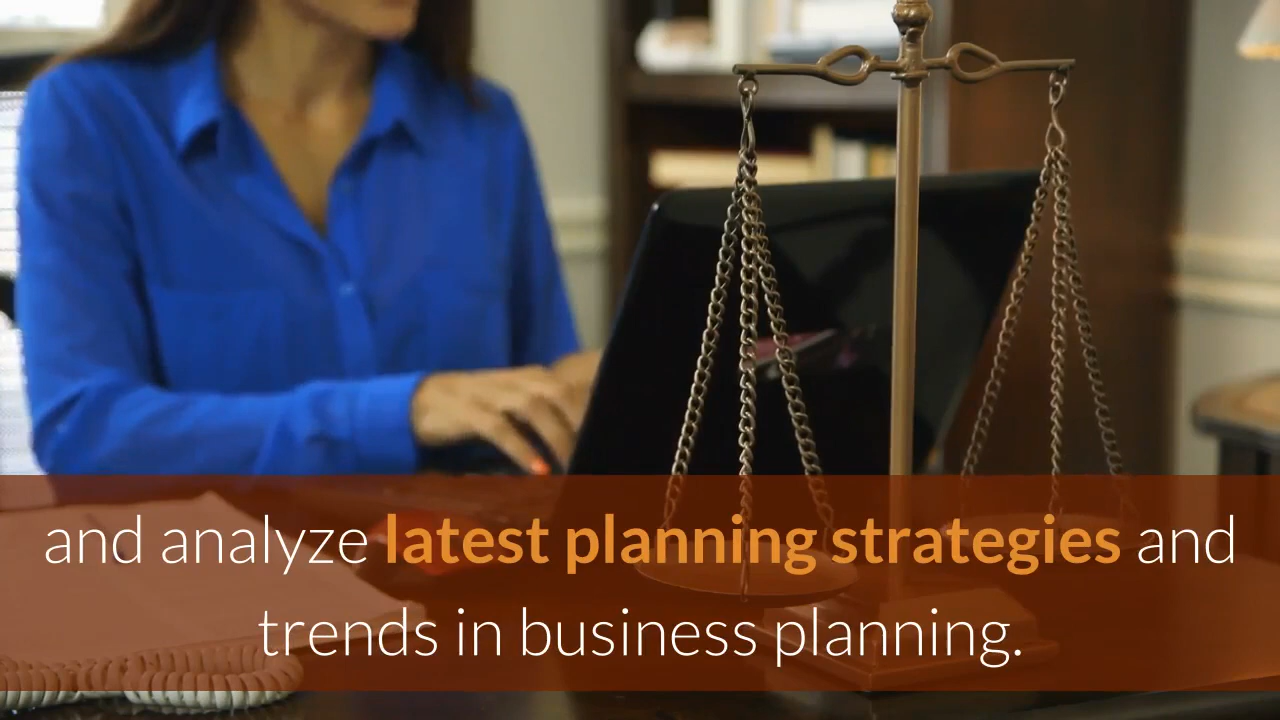 and analyze latest planning strategies and
trends in business planning.